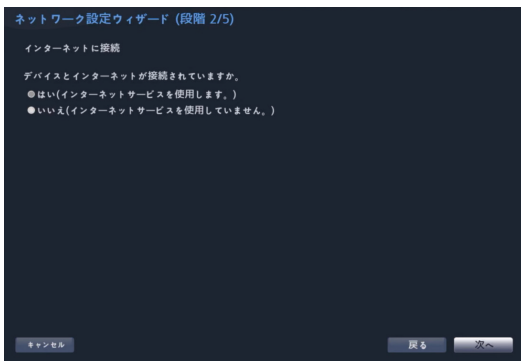 ネットワーク設定ウィザード (段階 2/5)
インターネットに接続
デバイスとインターネットが接続されていますか。
はい(インターネットサービスを使用します。)
いいえ(インターネットサービスを使用していません。)
キャンセル
戻る
次へ